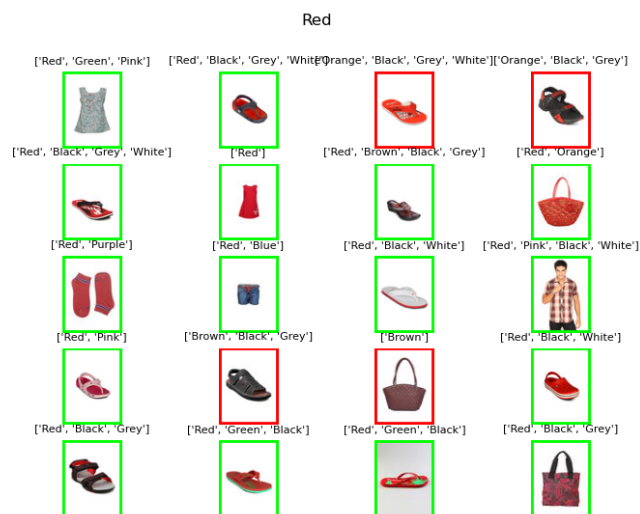 Red
['Red', 'Green', 'Pink']
['Red', 'Black', 'Grey', 'White']
['Orange', 'Black', 'Grey', 'White']
['Orange', 'Black', 'Grey']
['Red', 'Black', 'Grey', 'White']
['Red']
['Red', 'Brown', 'Black', 'Grey']
['Red', 'Orange']
['Red', 'Purple']
['Red', 'Blue']
['Red', 'Black', 'White']
['Red', 'Pink', 'Black', 'White']
['Red', 'Pink']
['Brown', 'Black', 'Grey']
['Brown']
['Red', 'Black', 'White']
['Red', 'Black', 'Grey']
['Red', 'Green', 'Black']
['Red', 'Green', 'Black']
['Red', 'Black', 'Grey']